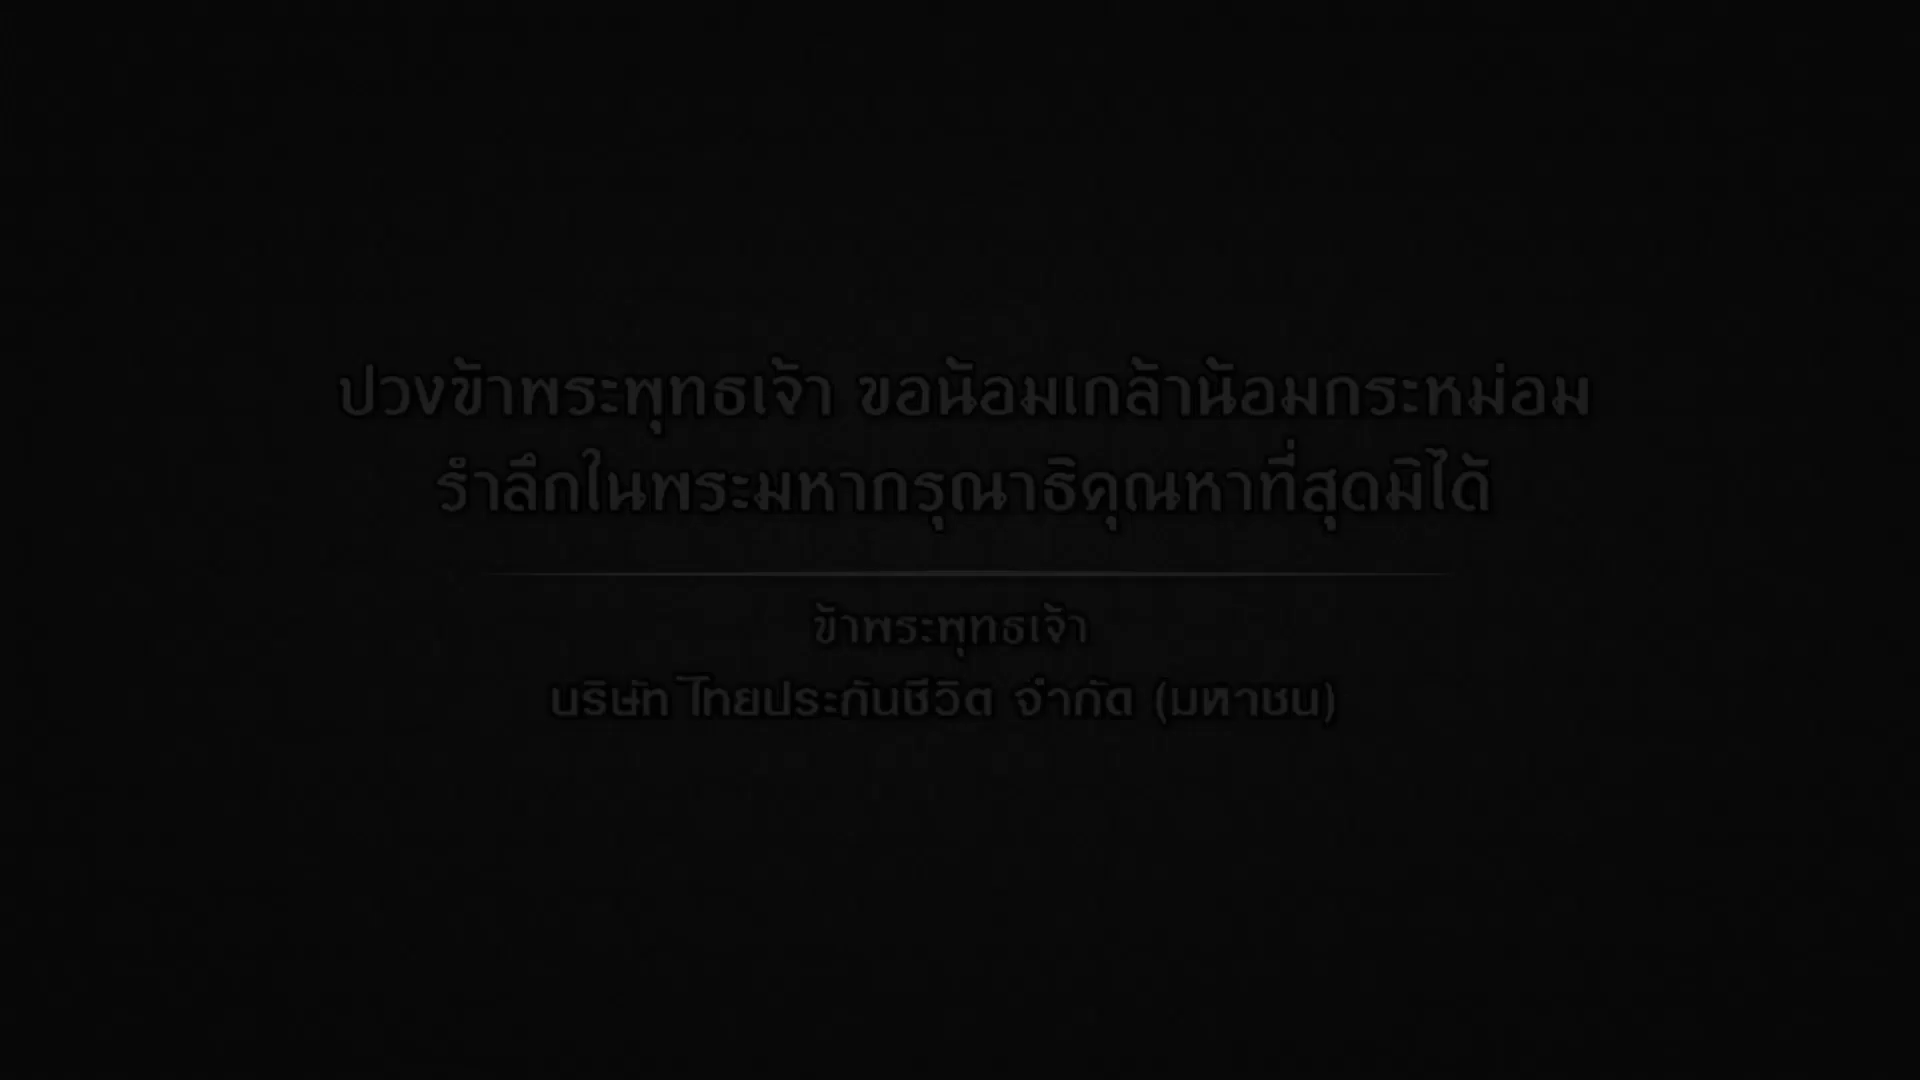 ปวงข้าพระพุทธเจ้า ขอน้อมเกล้าน้อมกระหม่อม
รำลึกในพระมหากรุณาธิคุณหาที่สุดมิได้
ข้าพระพุทธเจ้า
บริษัท ไทยประกันชีวิต จำกัด (มหาชน)